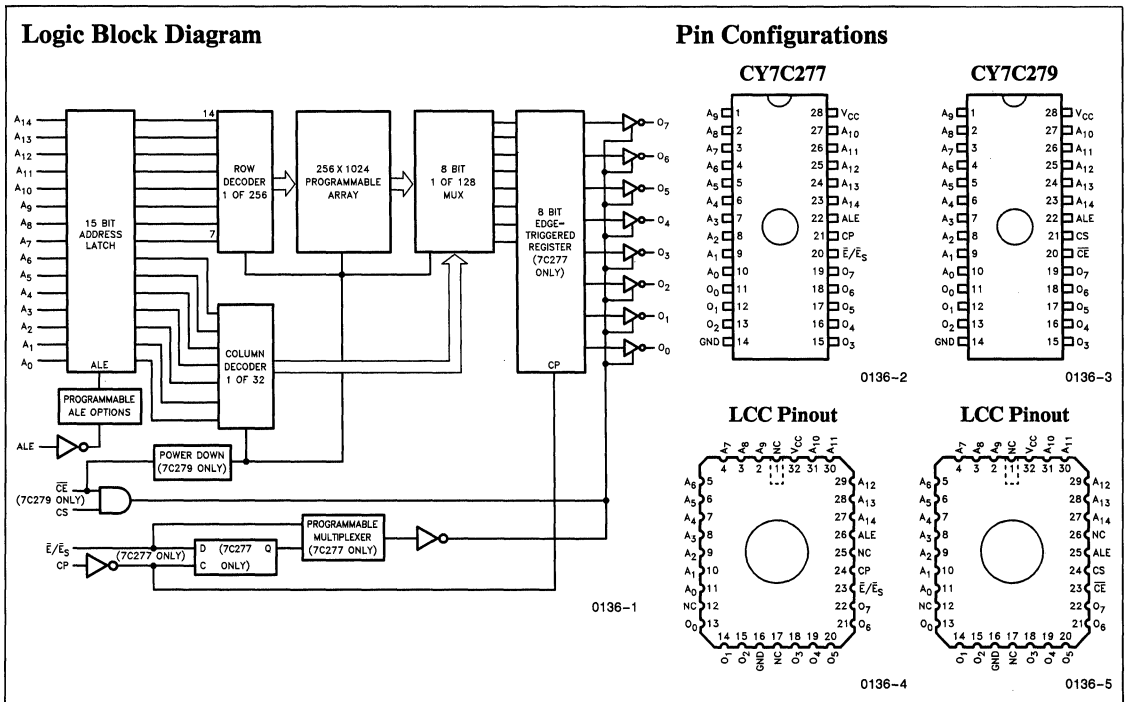 Logic Block Diagram
A14
A13
A12
A11
A10
A9
A8
A7
A6
A5
A4
A3
A2
A1
A0
15 BIT
ADDRESS
LATCH
ALE
PROGRAMMABLE
ALE OPTIONS
ALE
14
7
ROW
DECODER
1 OF 256
256 X 1024
PROGRAMMABLE
ARRAY
8 BIT
1 OF 128
MUX
8 BIT
EDGE-
TRIGGERED
REGISTER
(7C277
ONLY)
CP
COLUMN
DECODER
1 OF 32
POWER DOWN
(7C279 ONLY)
C̅E̅
(7C279 ONLY)
CS
E̅/E̅S
(7C277 ONLY)
CP
D (7C277 Q
C ONLY)
PROGRAMMABLE
MULTIPLEXER
(7C277 ONLY)
O7
O6
O5
O4
O3
O2
O1
O0
0136-1
Pin Configurations
CY7C277
A9 1 28 VCC
A8 2 27 A10
A7 3 26 A11
A6 4 25 A12
A5 5 24 A13
A4 6 23 A14
A3 7 22 ALE
A2 8 21 CP
A1 9 20 E̅/E̅S
A0 10 19 O7
O0 11 18 O6
O1 12 17 O5
O2 13 16 O4
GND 14 15 O3
0136-2
CY7C279
A9 1 28 VCC
A8 2 27 A10
A7 3 26 A11
A6 4 25 A12
A5 5 24 A13
A4 6 23 A14
A3 7 22 ALE
A2 8 21 CS
A1 9 20 C̅E̅
A0 10 19 O7
O0 11 18 O6
O1 12 17 O5
O2 13 16 O4
GND 14 15 O3
0136-3
LCC Pinout
A7 A8 A9 NC VCC A10 A11
4 3 2 1 32 31 30
A6 5 29 A12
A5 6 28 A13
A4 7 27 A14
A3 8 26 ALE
A2 9 25 NC
A1 10 24 CP
A0 11 23 E̅/E̅S
NC 12 22 O7
O0 13 21 O6
14 15 16 17 18 19 20
O1 O2 GND NC O3 O4 O5
0136-4
LCC Pinout
A7 A8 A9 NC VCC A10 A11
4 3 2 1 32 31 30
A6 5 29 A12
A5 6 28 A13
A4 7 27 A14
A3 8 26 NC
A2 9 25 ALE
A1 10 24 CS
A0 11 23 C̅E̅
NC 12 22 O7
O0 13 21 O6
14 15 16 17 18 19 20
O1 O2 GND NC O3 O4 O5
0136-5